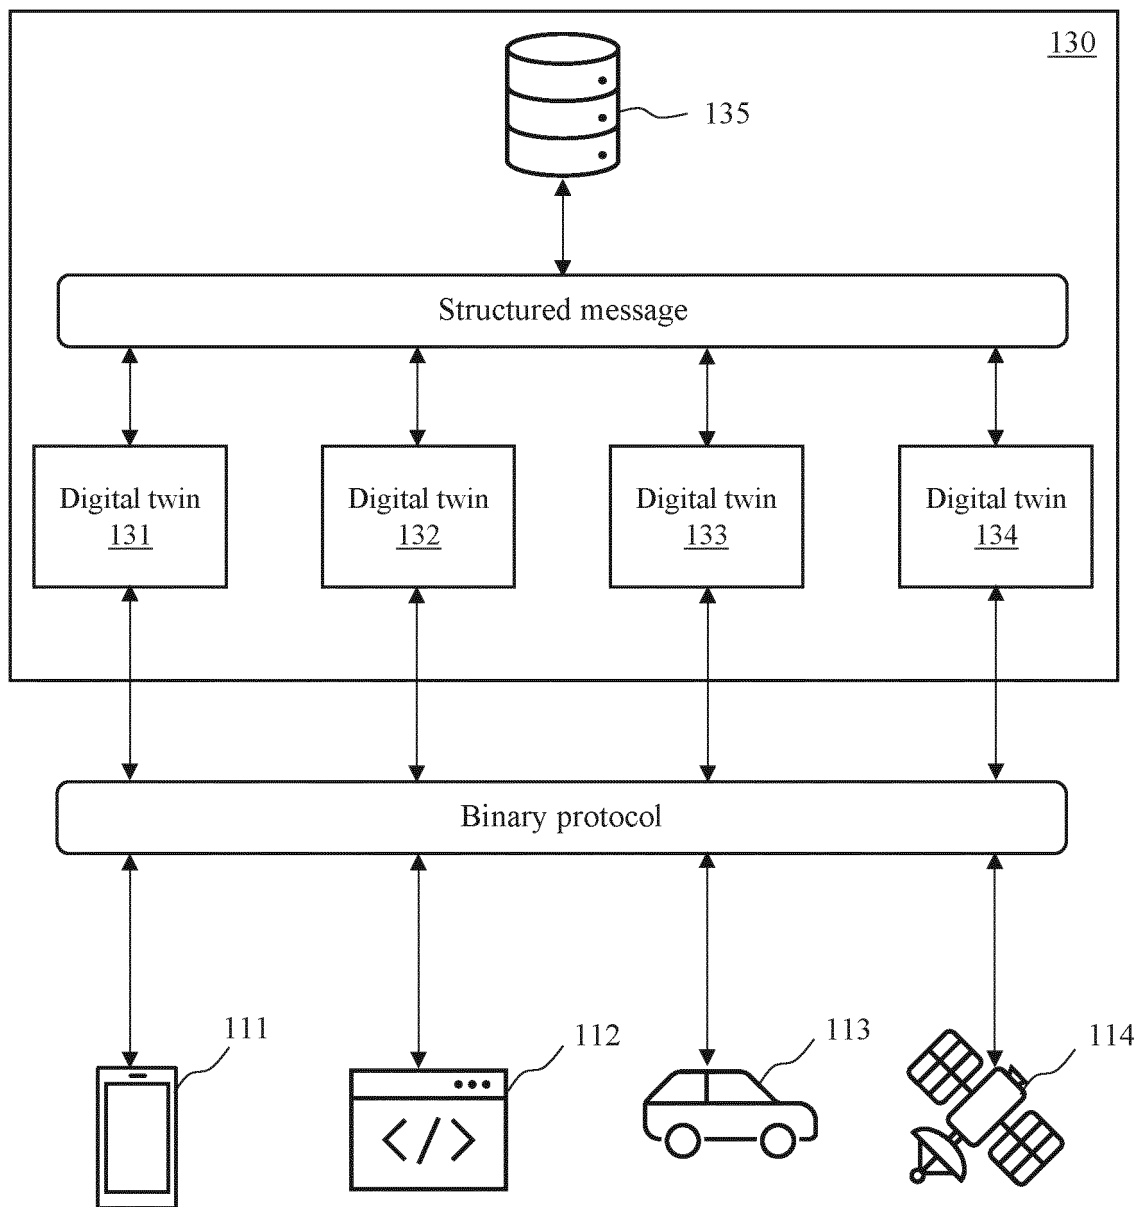 130
135
Structured message
Digital twin
131
Digital twin
132
Digital twin
133
Digital twin
134
Binary protocol
111
112
113
114
</>